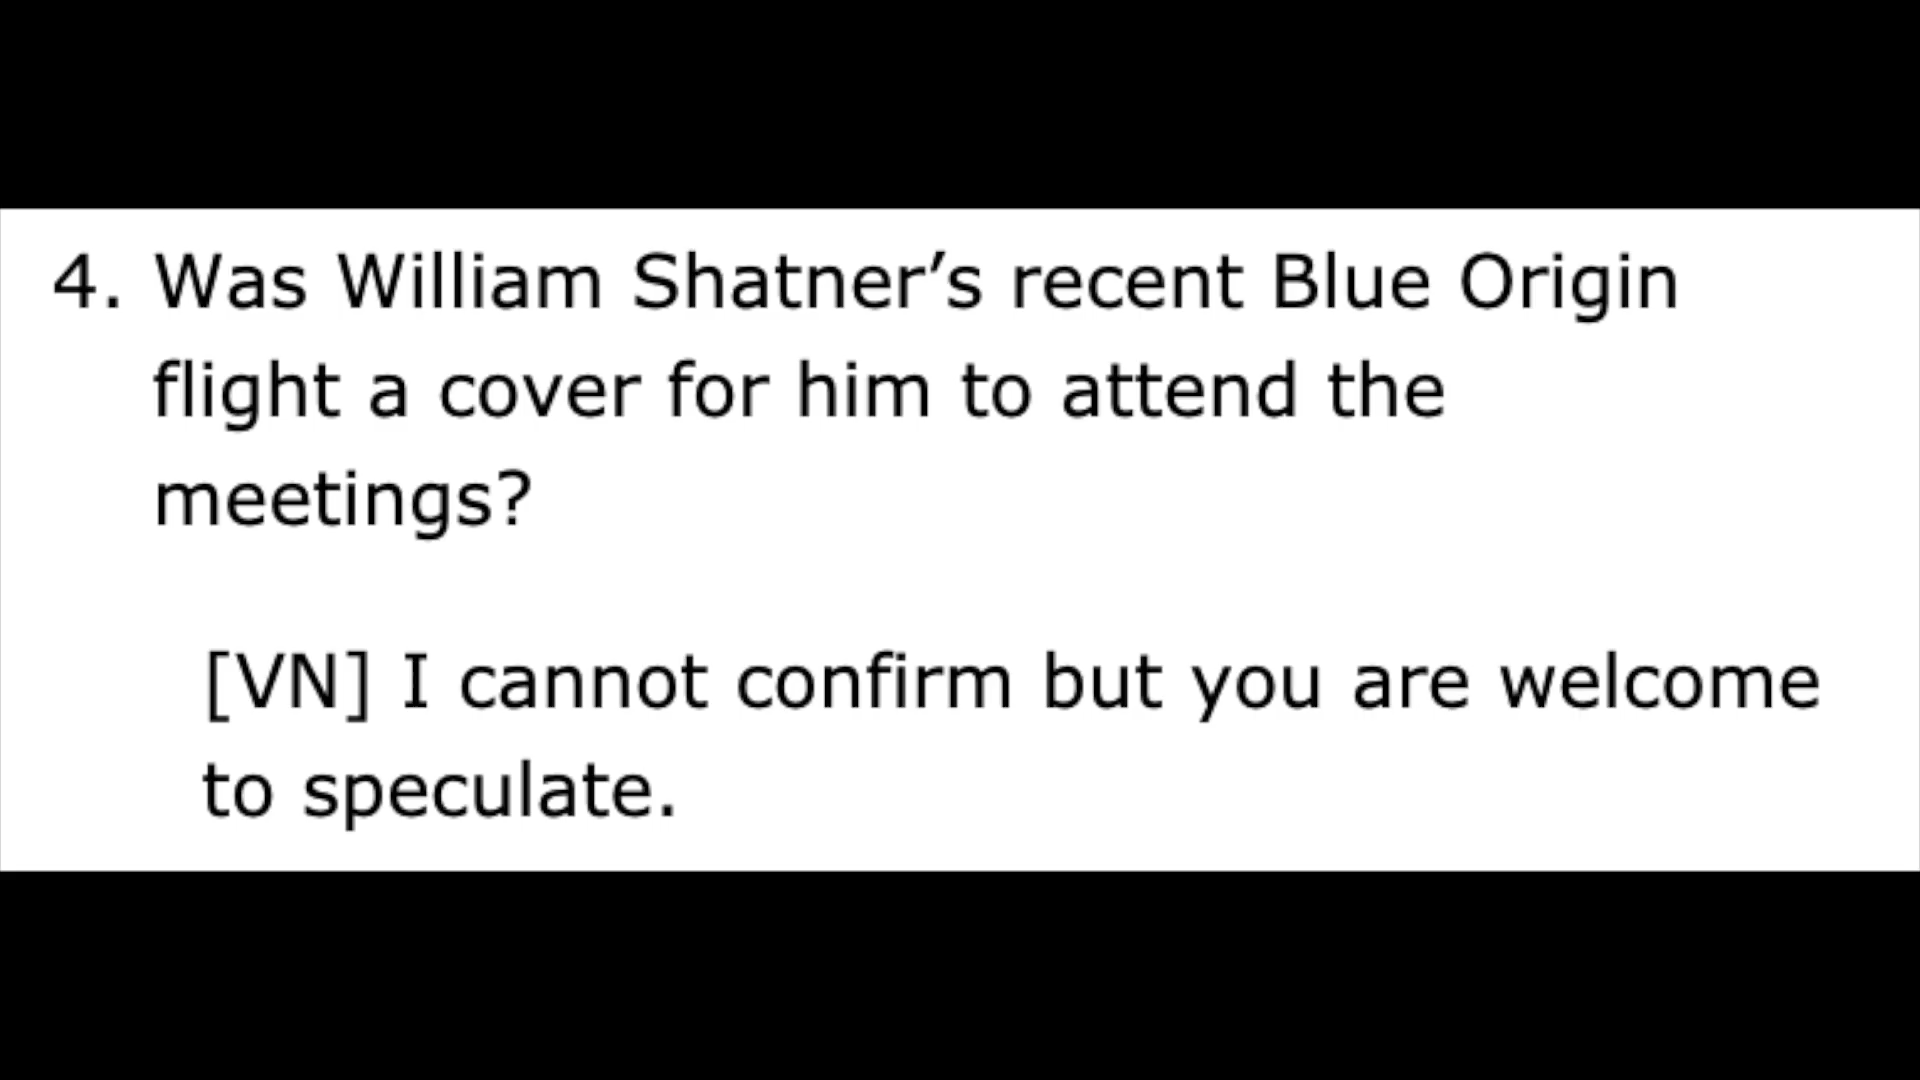 4. Was William Shatner’s recent Blue Origin
flight a cover for him to attend the
meetings?
[VN] I cannot confirm but you are welcome
to speculate.